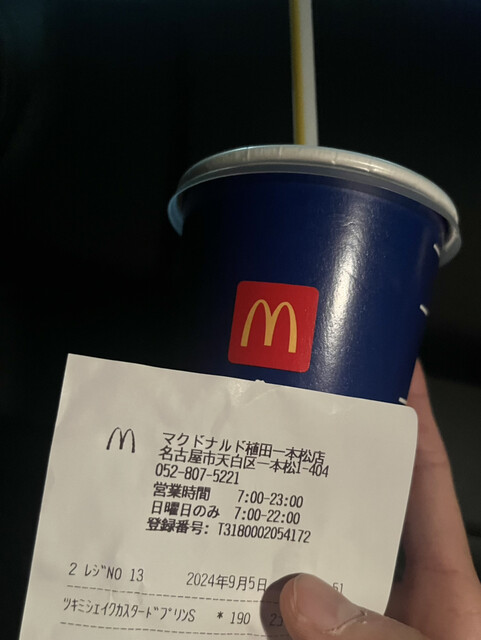 マクドナルド植田一本松店
名古屋市天白区一本松1-404
052-807-5221
営業時間 7:00-23:00
日曜日のみ 7:00-22:00
登録番号: T3180002054172
2 ﾚｼﾞNO 13 2024年9月5日 51
ﾂｷﾐｼｪｲｸｶｽﾀｰﾄﾞﾌﾟﾘﾝS * 190